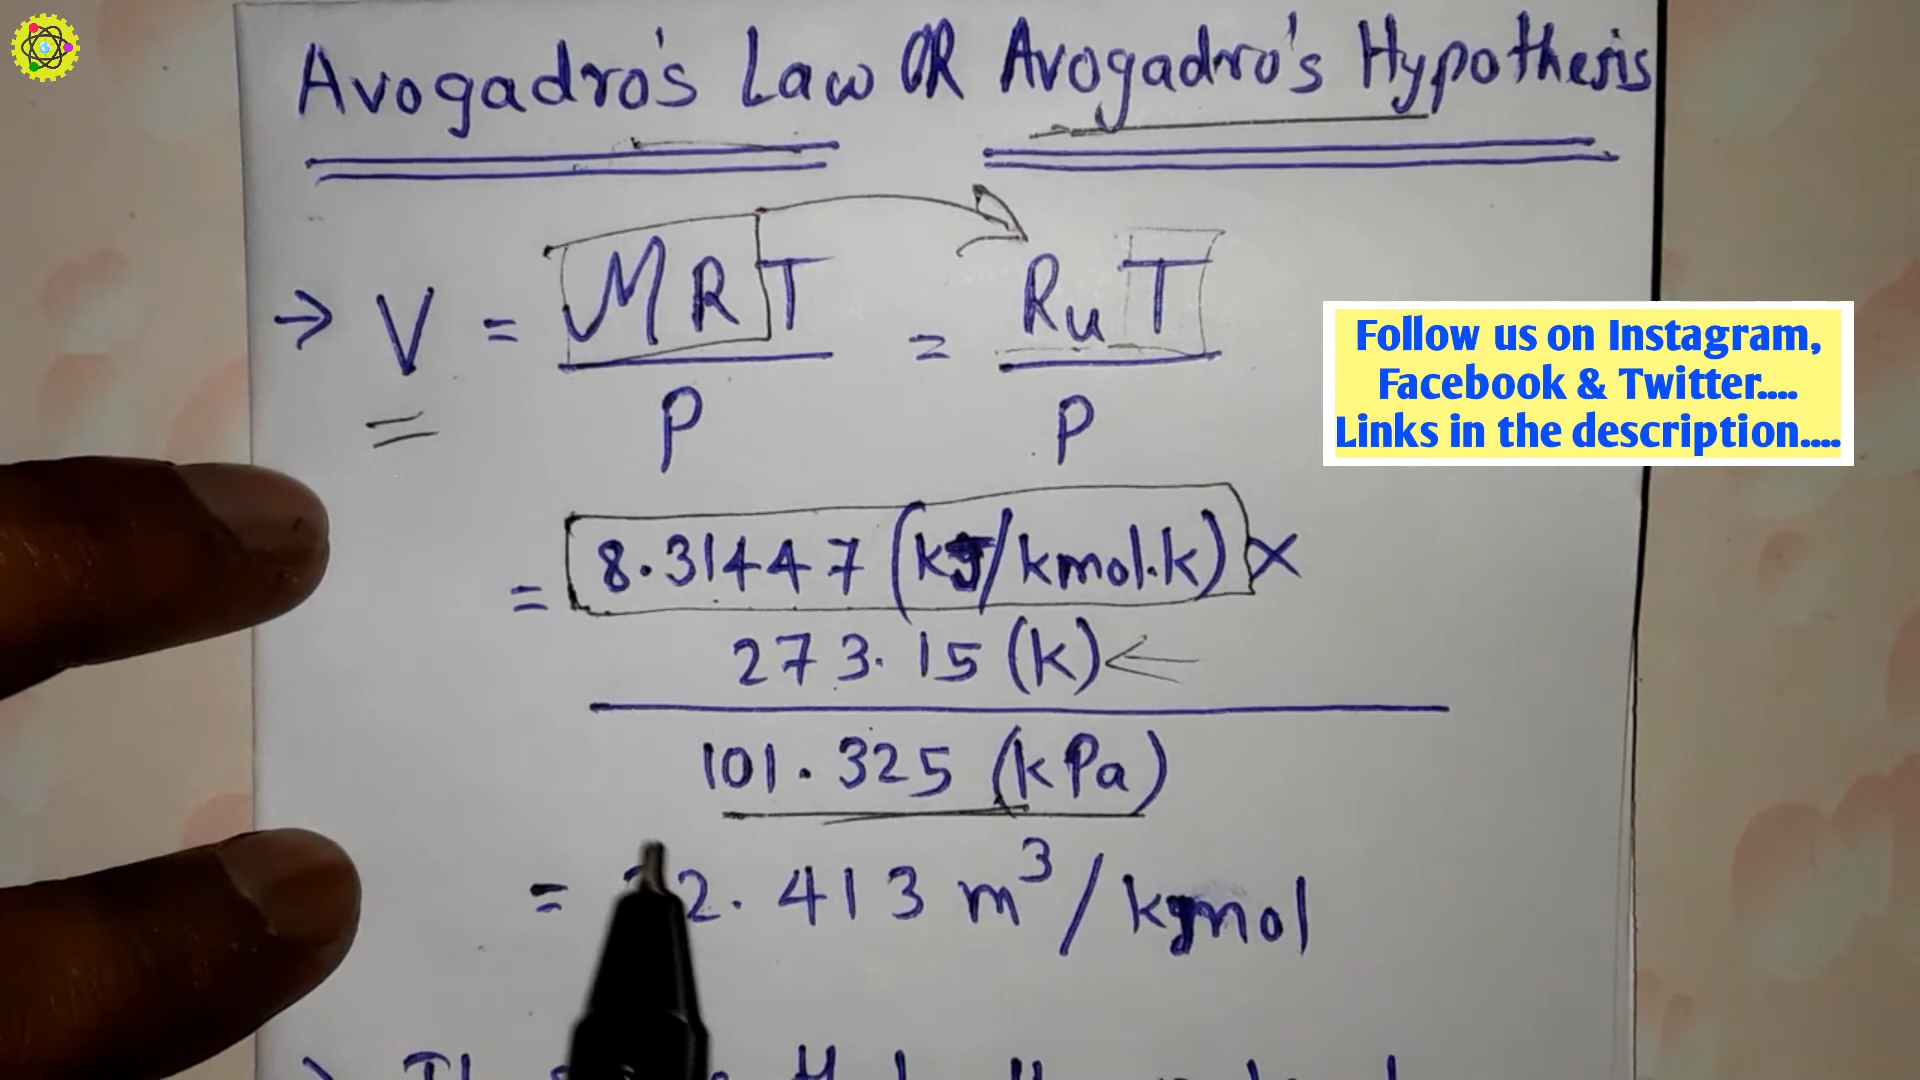 Avogadro's Law OR Avogadro's Hypothesis
→ V = MRT / P = RuT / P
Follow us on Instagram,
Facebook & Twitter....
Links in the description....
= 8.31447 (kJ/kmol.k) ×
273.15 (k) ←
101.325 (kPa)
2.413 m³/kgmol